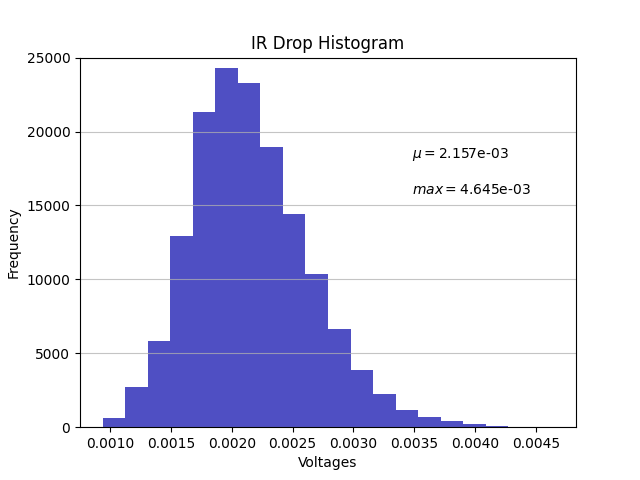 IR Drop Histogram
25000
20000
15000
10000
5000
0
Frequency
μ = 2.157e-03
max = 4.645e-03
0.0010 0.0015 0.0020 0.0025 0.0030 0.0035 0.0040 0.0045
Voltages